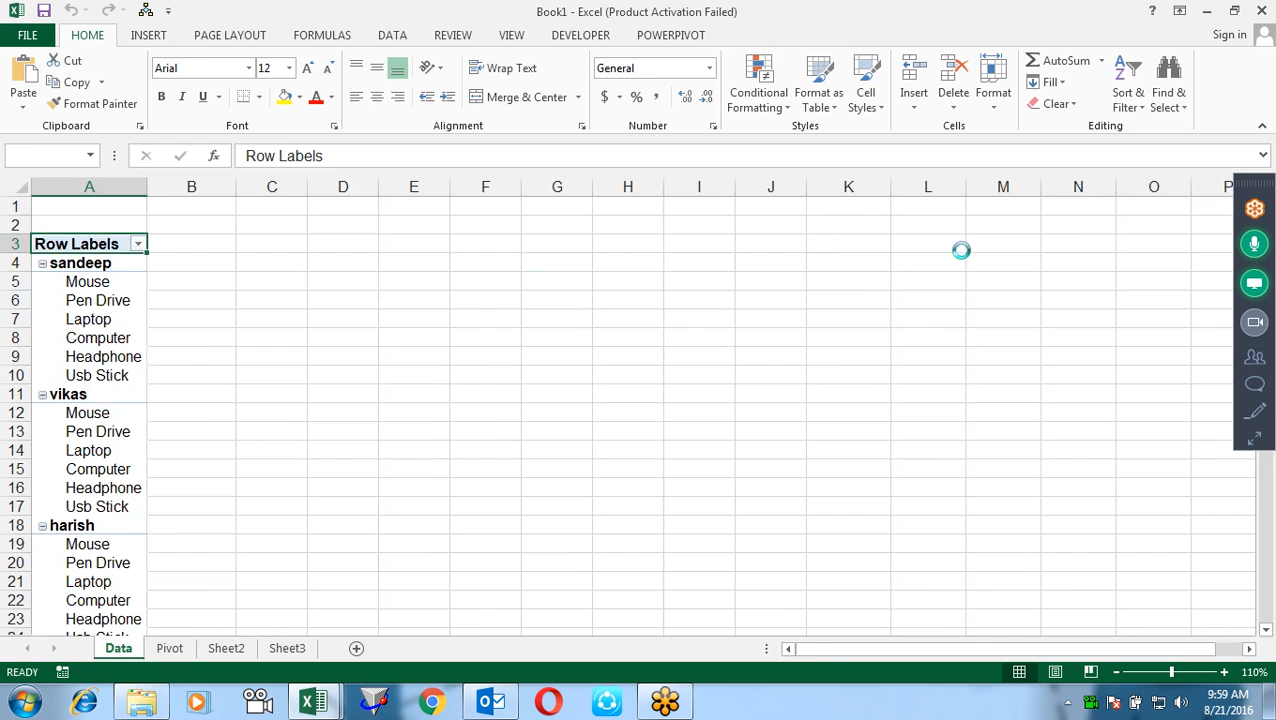 Book1 - Excel (Product Activation Failed)
FILE HOME INSERT PAGE LAYOUT FORMULAS DATA REVIEW VIEW DEVELOPER POWERPIVOT Sign in
Paste
Cut
Copy
Format Painter
Clipboard
Arial 12
B I U A
Font
Wrap Text
Merge & Center
Alignment
General
$ % ,
Number
Conditional Formatting
Format as Table
Cell Styles
Styles
Insert
Delete
Format
Cells
AutoSum
Fill
Clear
Sort & Filter
Find & Select
Editing
fx Row Labels
A B C D E F G H I J K L M N O P
1
2
3 Row Labels
4 sandeep
5 Mouse
6 Pen Drive
7 Laptop
8 Computer
9 Headphone
10 Usb Stick
11 vikas
12 Mouse
13 Pen Drive
14 Laptop
15 Computer
16 Headphone
17 Usb Stick
18 harish
19 Mouse
20 Pen Drive
21 Laptop
22 Computer
23 Headphone
24 Usb Stick
Data Pivot Sheet2 Sheet3
READY 110%
9:59 AM
8/21/2016